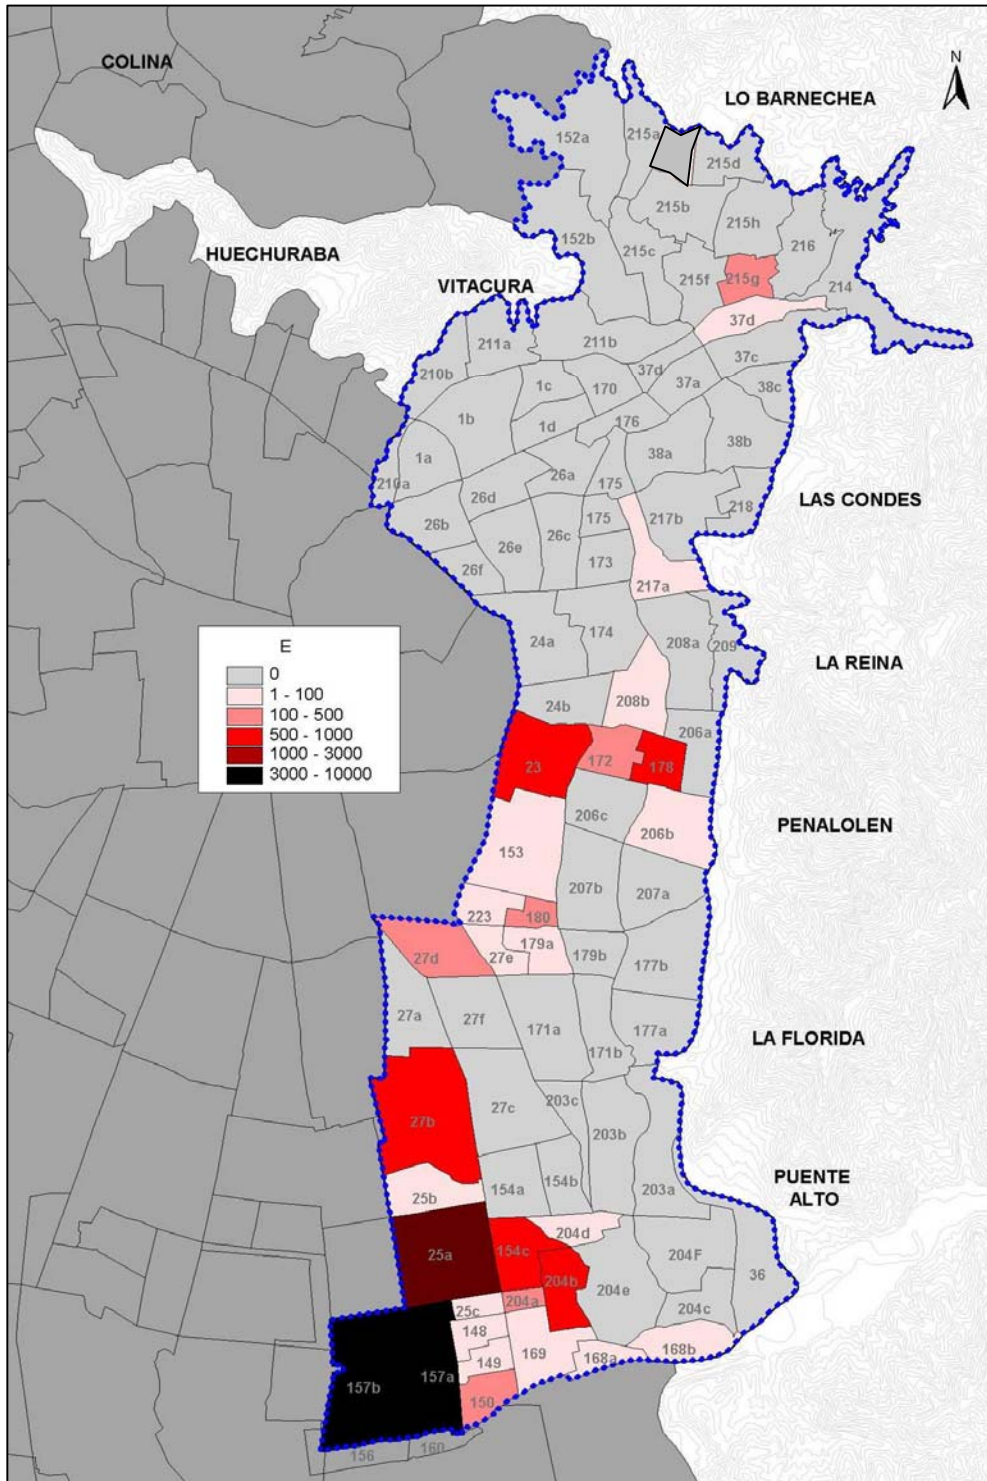 COLINA
N
LO BARNECHEA
152a
215a
215d
215b
HUECHURABA
152b
215c
215h
216
VITACURA
215f
215g
214
37d
211a
211b
210b
37d
37c
1c
170
37a
38c
1b
1d
176
38b
1a
38a
26a
210a
26d
175
LAS CONDES
218
26b
175
217b
26c
26e
173
26f
217a
24a
174
208a
209
E
LA REINA
0
1 - 100
208b
24b
100 - 500
206a
500 - 1000
1000 - 3000
23
172
178
3000 - 10000
206c
PENALOLEN
206b
153
207b
207a
223
180
179a
27d
27e
179b
177b
27a
27f
171a
177a
LA FLORIDA
171b
203c
27c
27b
203b
PUENTE
ALTO
154a
154b
203a
25b
204d
25a
154c
204F
204b
36
204e
204a
25c
204c
148
169
168b
149
168a
157a
157b
150
156
160